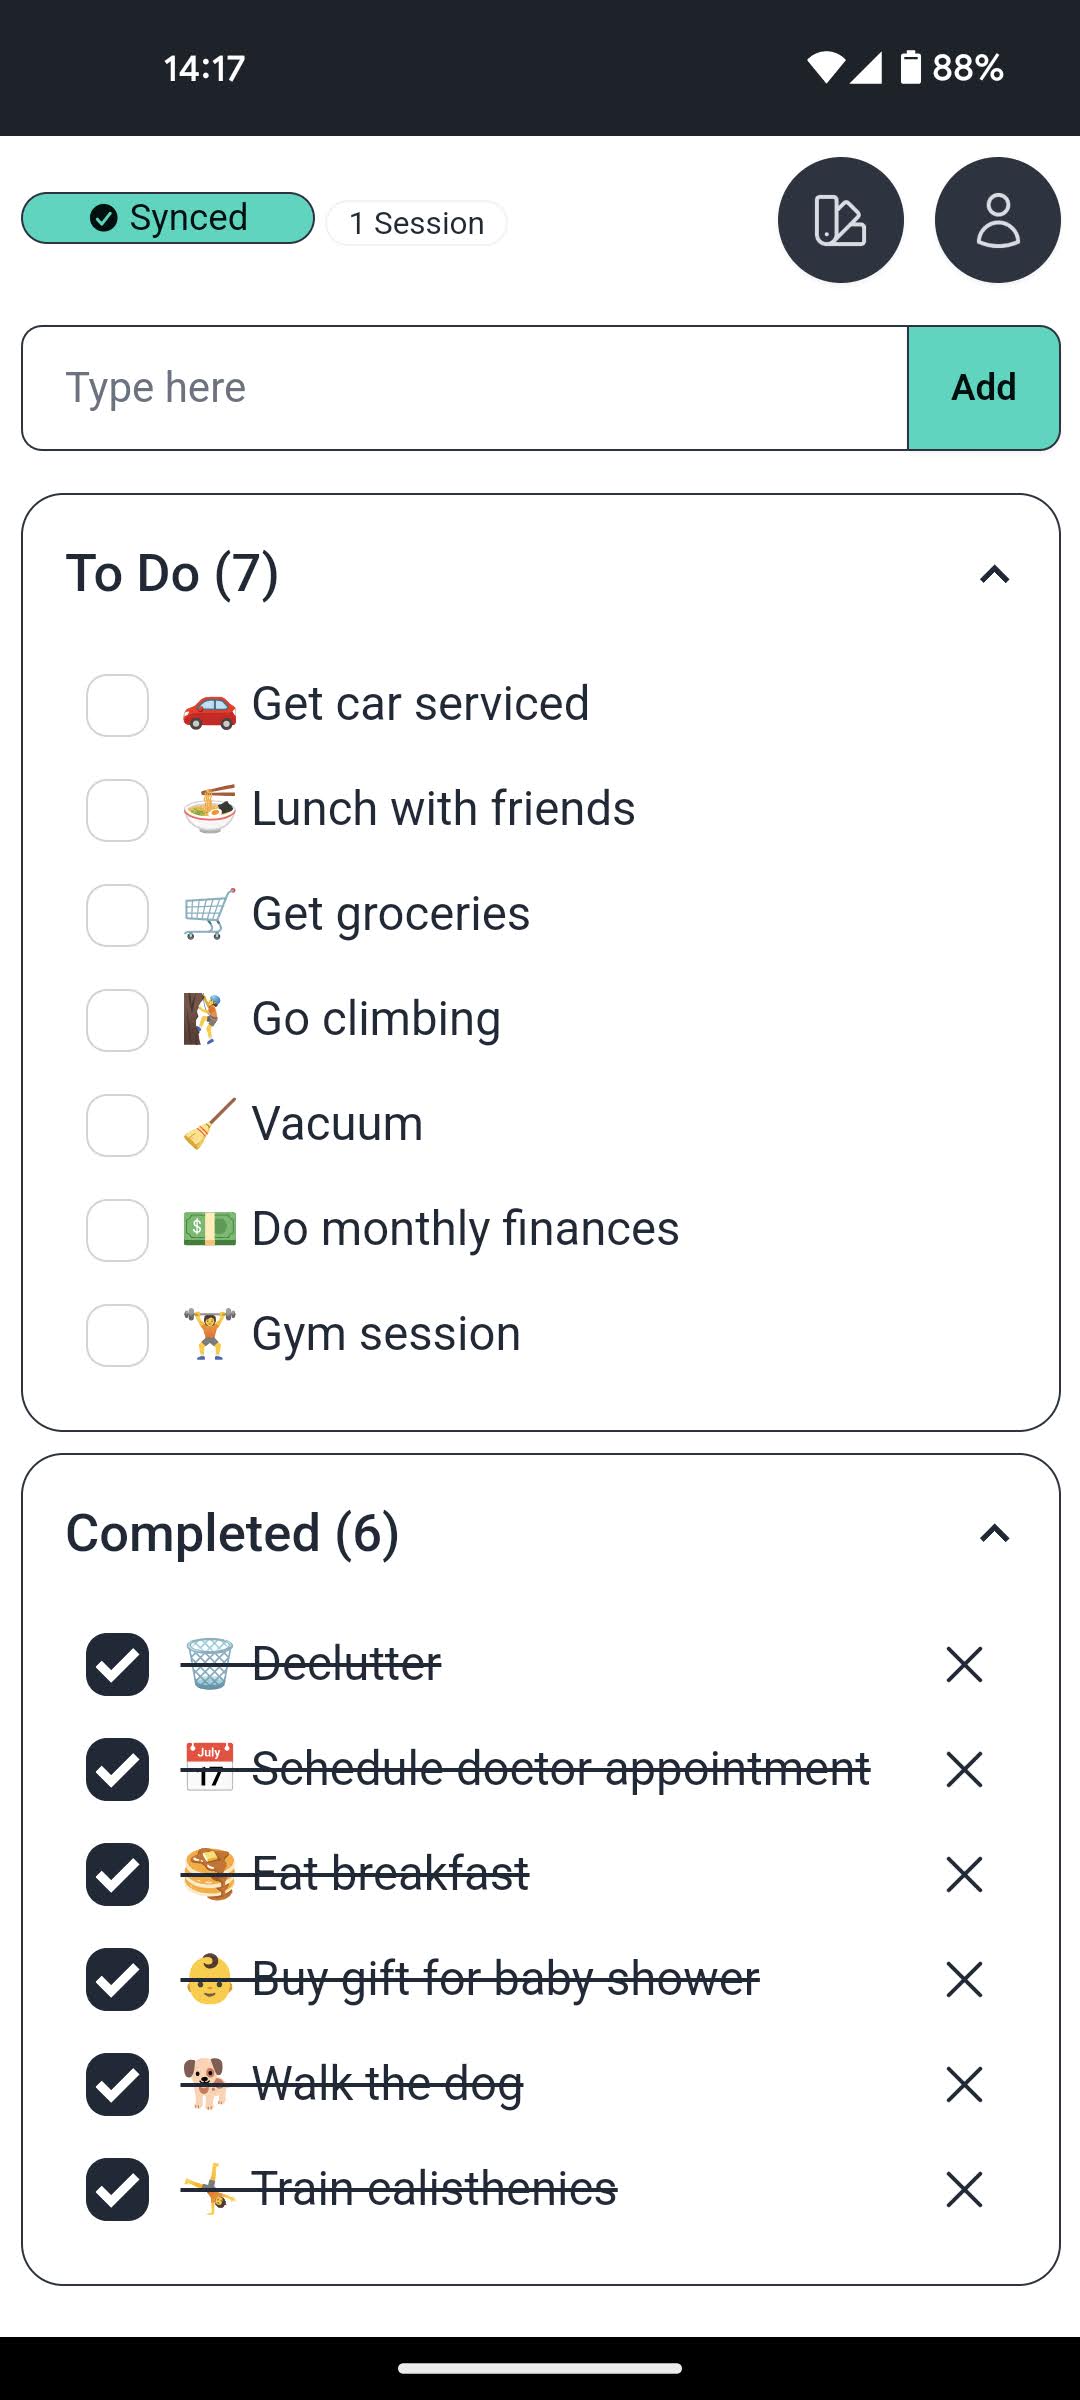 14:17
88%
Synced
1 Session
Type here
Add
To Do (7)
🚗 Get car serviced
🍜 Lunch with friends
🛒 Get groceries
🧗 Go climbing
🧹 Vacuum
💵 Do monthly finances
🏋️ Gym session
Completed (6)
🗑️ Declutter
📅 Schedule doctor appointment
🥞 Eat breakfast
👶 Buy gift for baby shower
🐕 Walk the dog
🤸 Train calisthenics